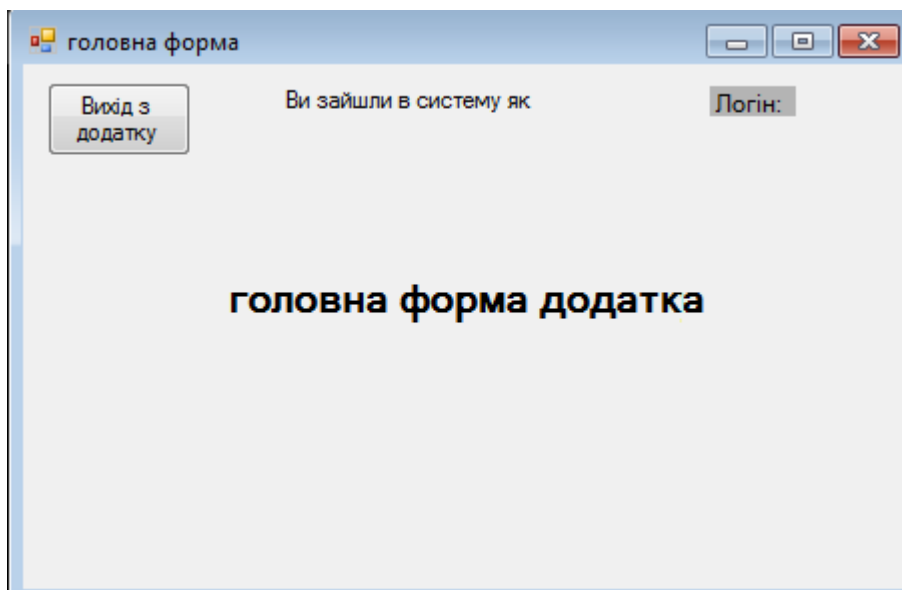 головна форма
Вихід з
додатку
Ви зайшли в систему як
Логін:
головна форма додатка